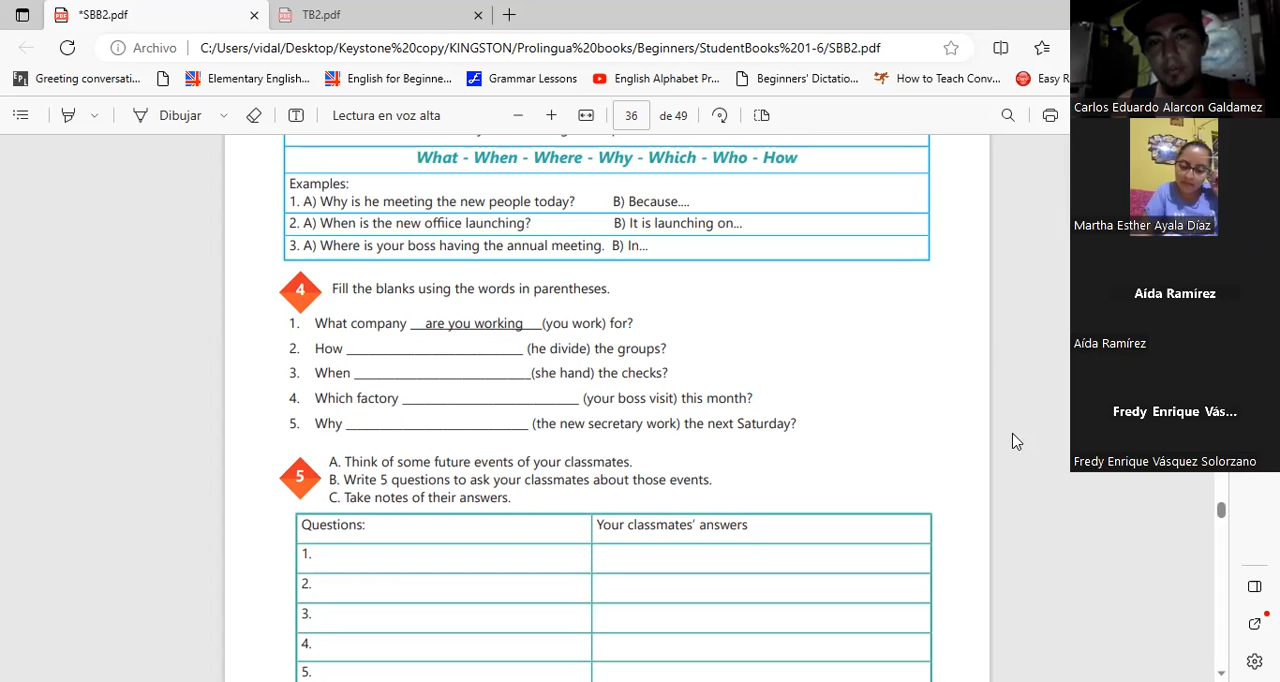 *SBB2.pdf
TB2.pdf
Archivo
C:/Users/vidal/Desktop/Keystone%20copy/KINGSTON/Prolingua%20books/Beginners/StudentBooks%201-6/SBB2.pdf
Greeting conversati...
Elementary English...
English for Beginne...
Grammar Lessons
English Alphabet Pr...
Beginners' Dictatio...
How to Teach Conv...
Easy R
Dibujar
Lectura en voz alta
36 de 49
What - When - Where - Why - Which - Who - How
Examples:
1. A) Why is he meeting the new people today? B) Because....
2. A) When is the new offiice launching? B) It is launching on...
3. A) Where is your boss having the annual meeting. B) In...
4 Fill the blanks using the words in parentheses.
1. What company __are you working___(you work) for?
2. How _________________________ (he divide) the groups?
3. When _________________________(she hand) the checks?
4. Which factory _________________________ (your boss visit) this month?
5. Why __________________________ (the new secretary work) the next Saturday?
5 A. Think of some future events of your classmates.
B. Write 5 questions to ask your classmates about those events.
C. Take notes of their answers.
Questions: Your classmates' answers
1.
2.
3.
4.
5.
Carlos Eduardo Alarcon Galdamez
Martha Esther Ayala Díaz
Aída Ramírez
Aída Ramírez
Fredy Enrique Vás...
Fredy Enrique Vásquez Solorzano